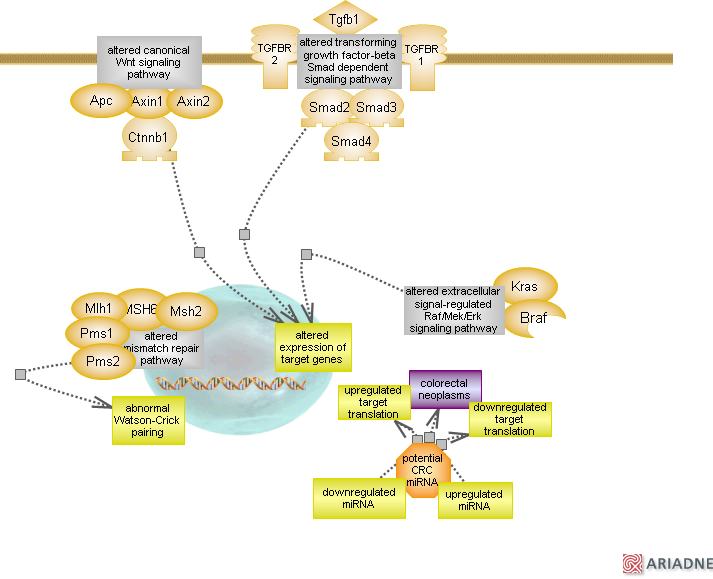 Tgfb1
altered canonical
Wnt signaling
pathway
TGFBR
2
altered transforming
growth factor-beta
Smad dependent
signaling pathway
TGFBR
1
Apc
Axin1
Axin2
Ctnnb1
Smad2
Smad3
Smad4
Kras
Braf
altered extracellular
signal-regulated
Raf/Mek/Erk
signaling pathway
Mlh1
MSH6
Msh2
Pms1
Pms2
altered
mismatch repair
pathway
altered
expression of
target genes
abnormal
Watson-Crick
pairing
upregulated
target
translation
colorectal
neoplasms
downregulated
target
translation
potential
CRC
miRNA
downregulated
miRNA
upregulated
miRNA
ARIADNE